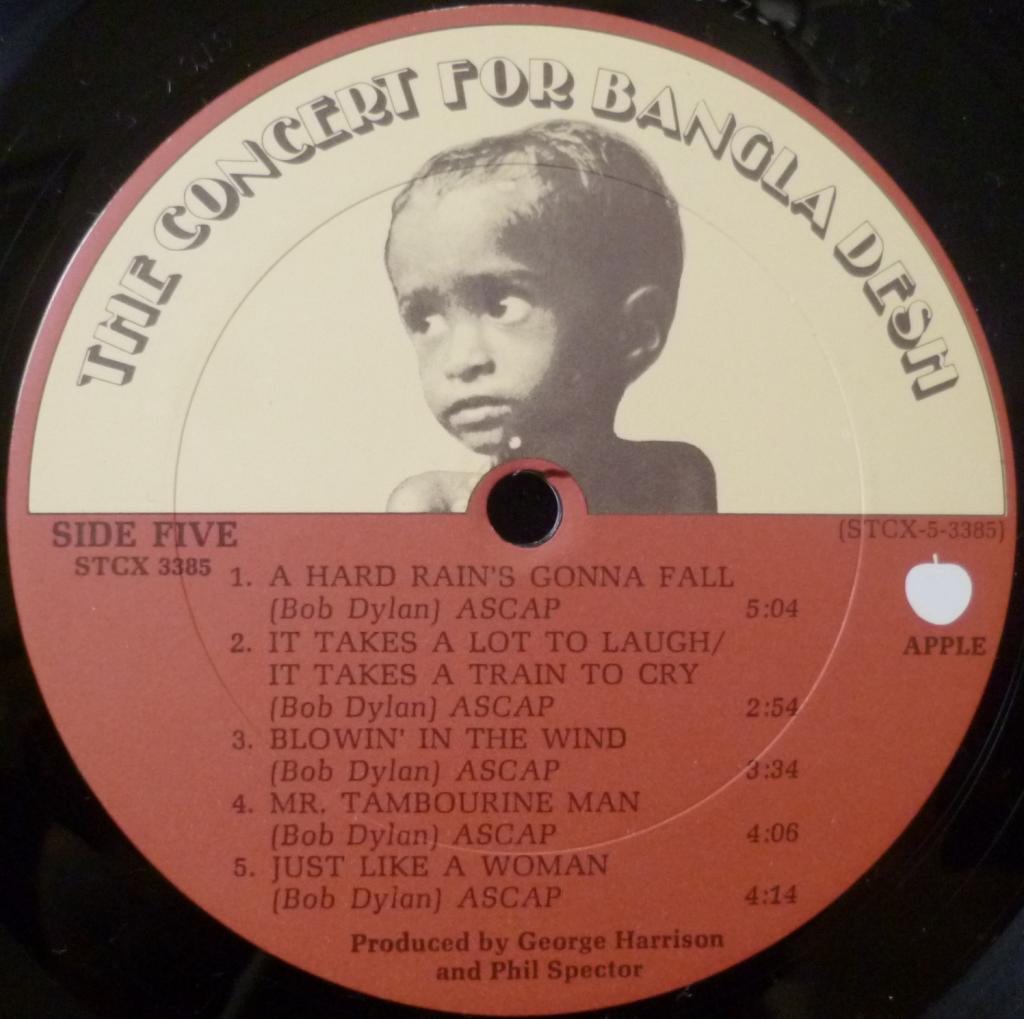 THE CONCERT FOR BANGLA DESH
SIDE FIVE
STCX 3385
(STCX-5-3385)
APPLE
1. A HARD RAIN'S GONNA FALL
(Bob Dylan) ASCAP 5:04
2. IT TAKES A LOT TO LAUGH/
IT TAKES A TRAIN TO CRY
(Bob Dylan) ASCAP 2:54
3. BLOWIN' IN THE WIND
(Bob Dylan) ASCAP 3:34
4. MR. TAMBOURINE MAN
(Bob Dylan) ASCAP 4:06
5. JUST LIKE A WOMAN
(Bob Dylan) ASCAP 4:14
Produced by George Harrison
and Phil Spector